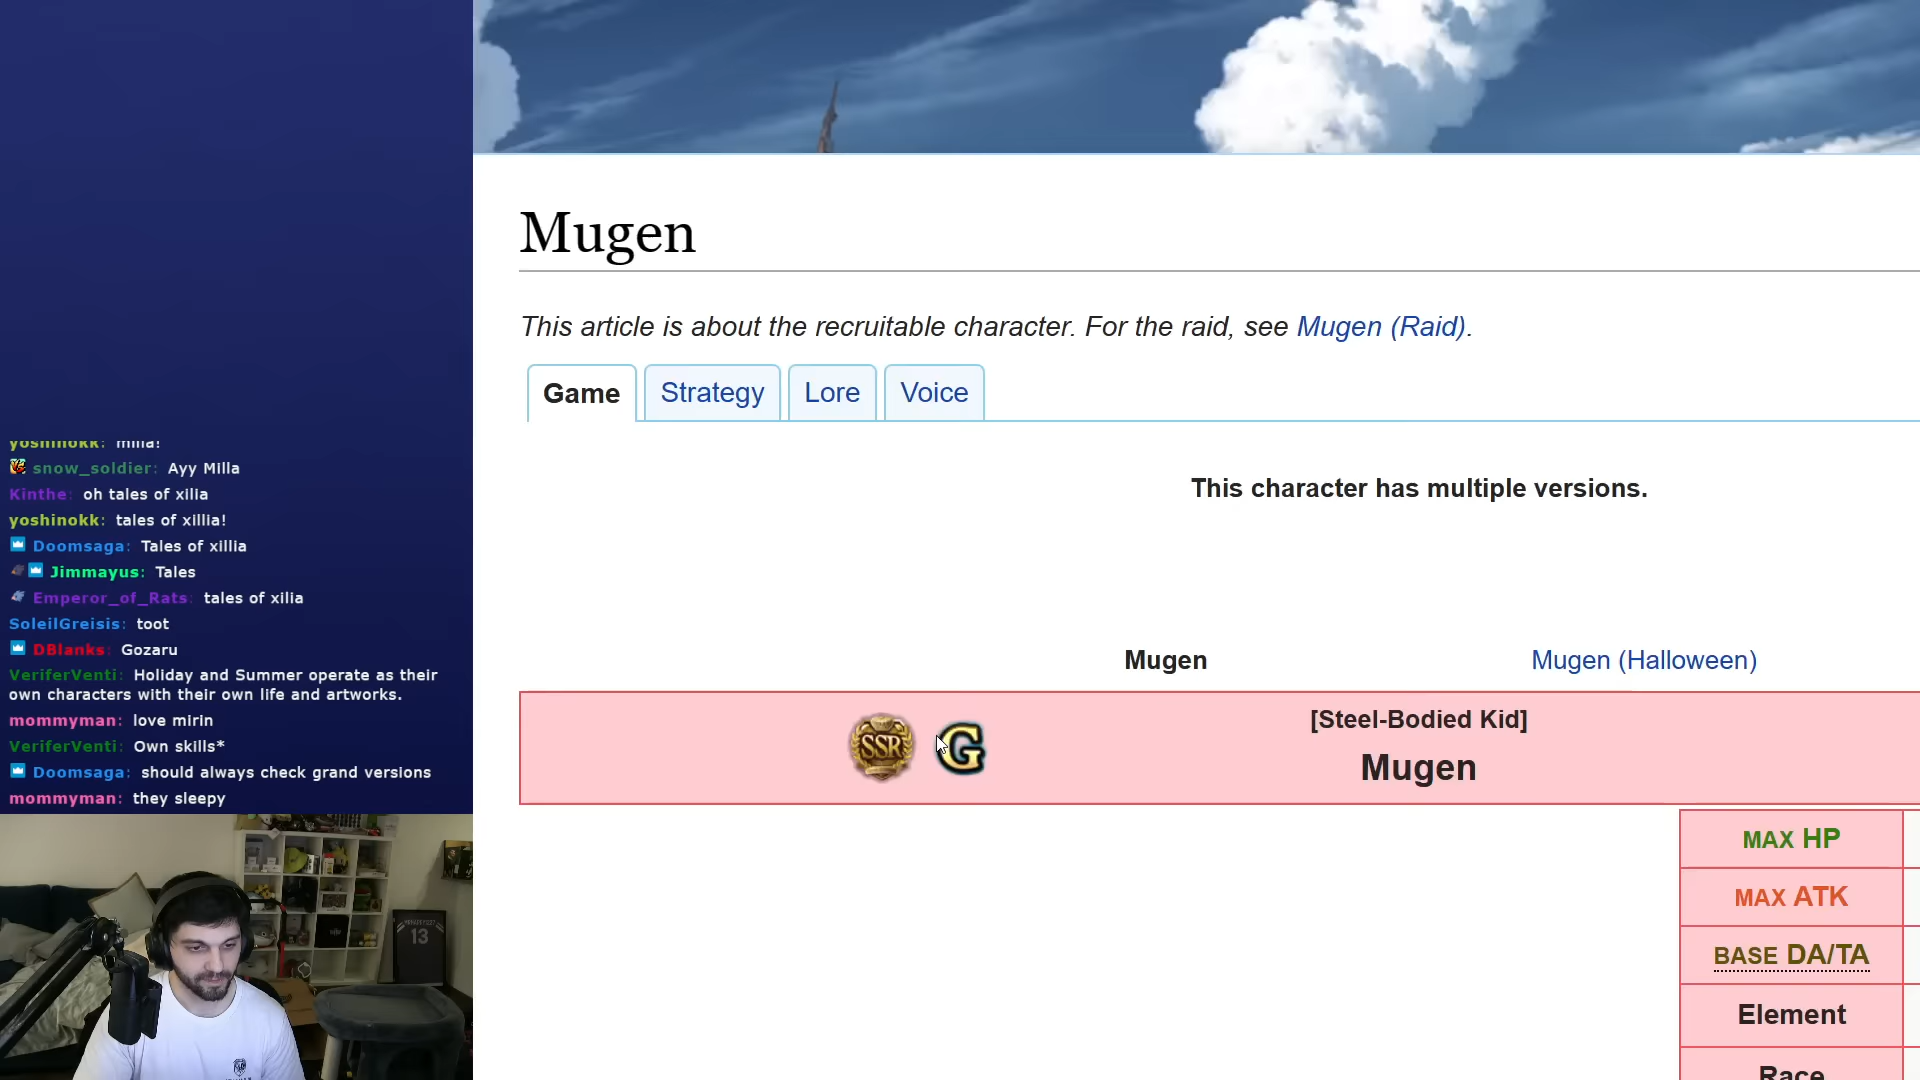 snow_soldier: Ayy Milla
Kinthe: oh tales of xilia
yoshinokk: tales of xillia!
Doomsaga: Tales of xillia
Jimmayus: Tales
Emperor_of_Rats: tales of xilia
SoleilGreisis: toot
DBlanks: Gozaru
VeriferVenti: Holiday and Summer operate as their
own characters with their own life and artworks.
mommyman: love mirin
VeriferVenti: Own skills*
Doomsaga: should always check grand versions
mommyman: they sleepy
13
Mugen
This article is about the recruitable character. For the raid, see Mugen (Raid).
Game Strategy Lore Voice
This character has multiple versions.
Mugen Mugen (Halloween)
SSR G
[Steel-Bodied Kid]
Mugen
MAX HP
MAX ATK
BASE DA/TA
Element
Race